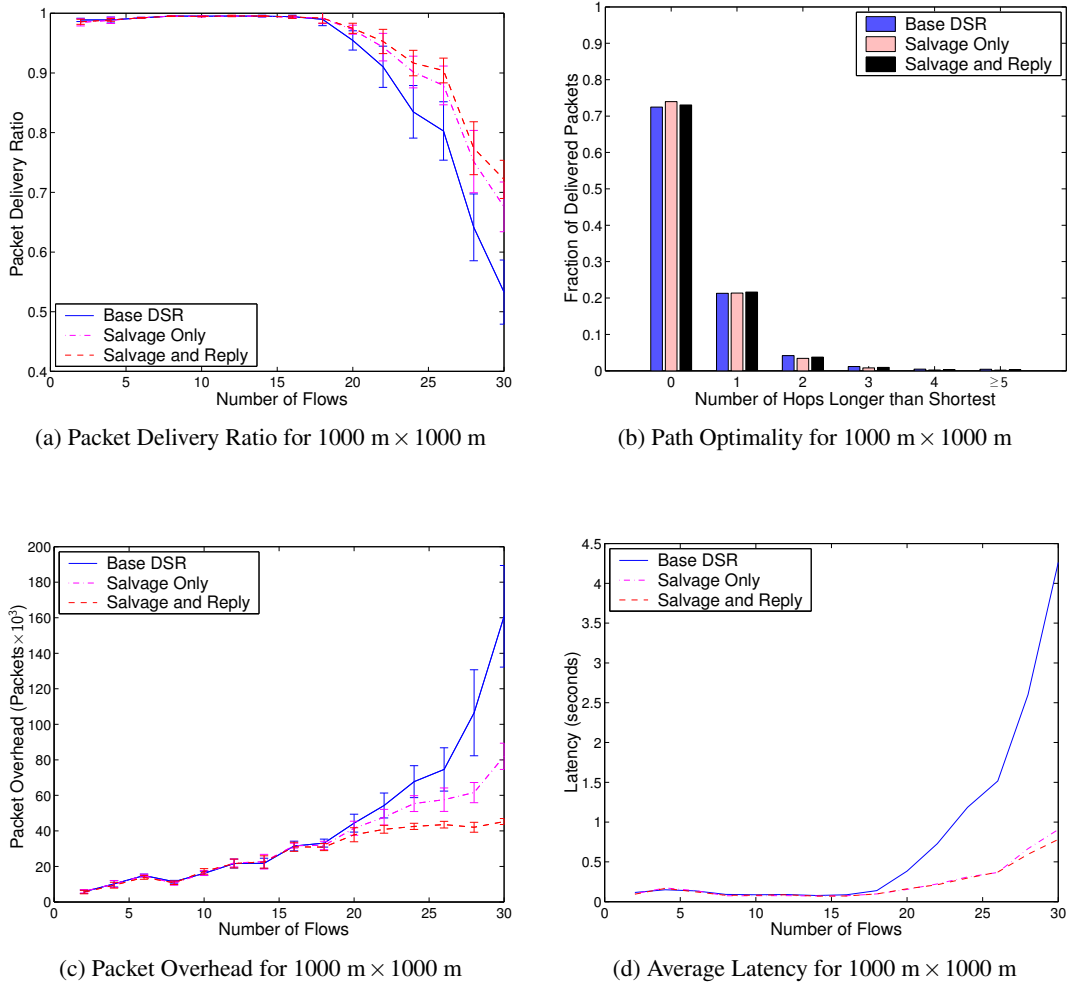 1
0.9
0.8
0.7
0.6
0.5
0.4
Packet Delivery Ratio
0 5 10 15 20 25 30
Number of Flows
Base DSR
Salvage Only
Salvage and Reply
(a) Packet Delivery Ratio for 1000 m × 1000 m
1
0.9
0.8
0.7
0.6
0.5
0.4
0.3
0.2
0.1
0
Fraction of Delivered Packets
Base DSR
Salvage Only
Salvage and Reply
0 1 2 3 4 ≥5
Number of Hops Longer than Shortest
(b) Path Optimality for 1000 m × 1000 m
200
180
160
140
120
100
80
60
40
20
0
Packet Overhead (Packets×10³)
Base DSR
Salvage Only
Salvage and Reply
0 5 10 15 20 25 30
Number of Flows
(c) Packet Overhead for 1000 m × 1000 m
4.5
4
3.5
3
2.5
2
1.5
1
0.5
0
Latency (seconds)
Base DSR
Salvage Only
Salvage and Reply
0 5 10 15 20 25 30
Number of Flows
(d) Average Latency for 1000 m × 1000 m